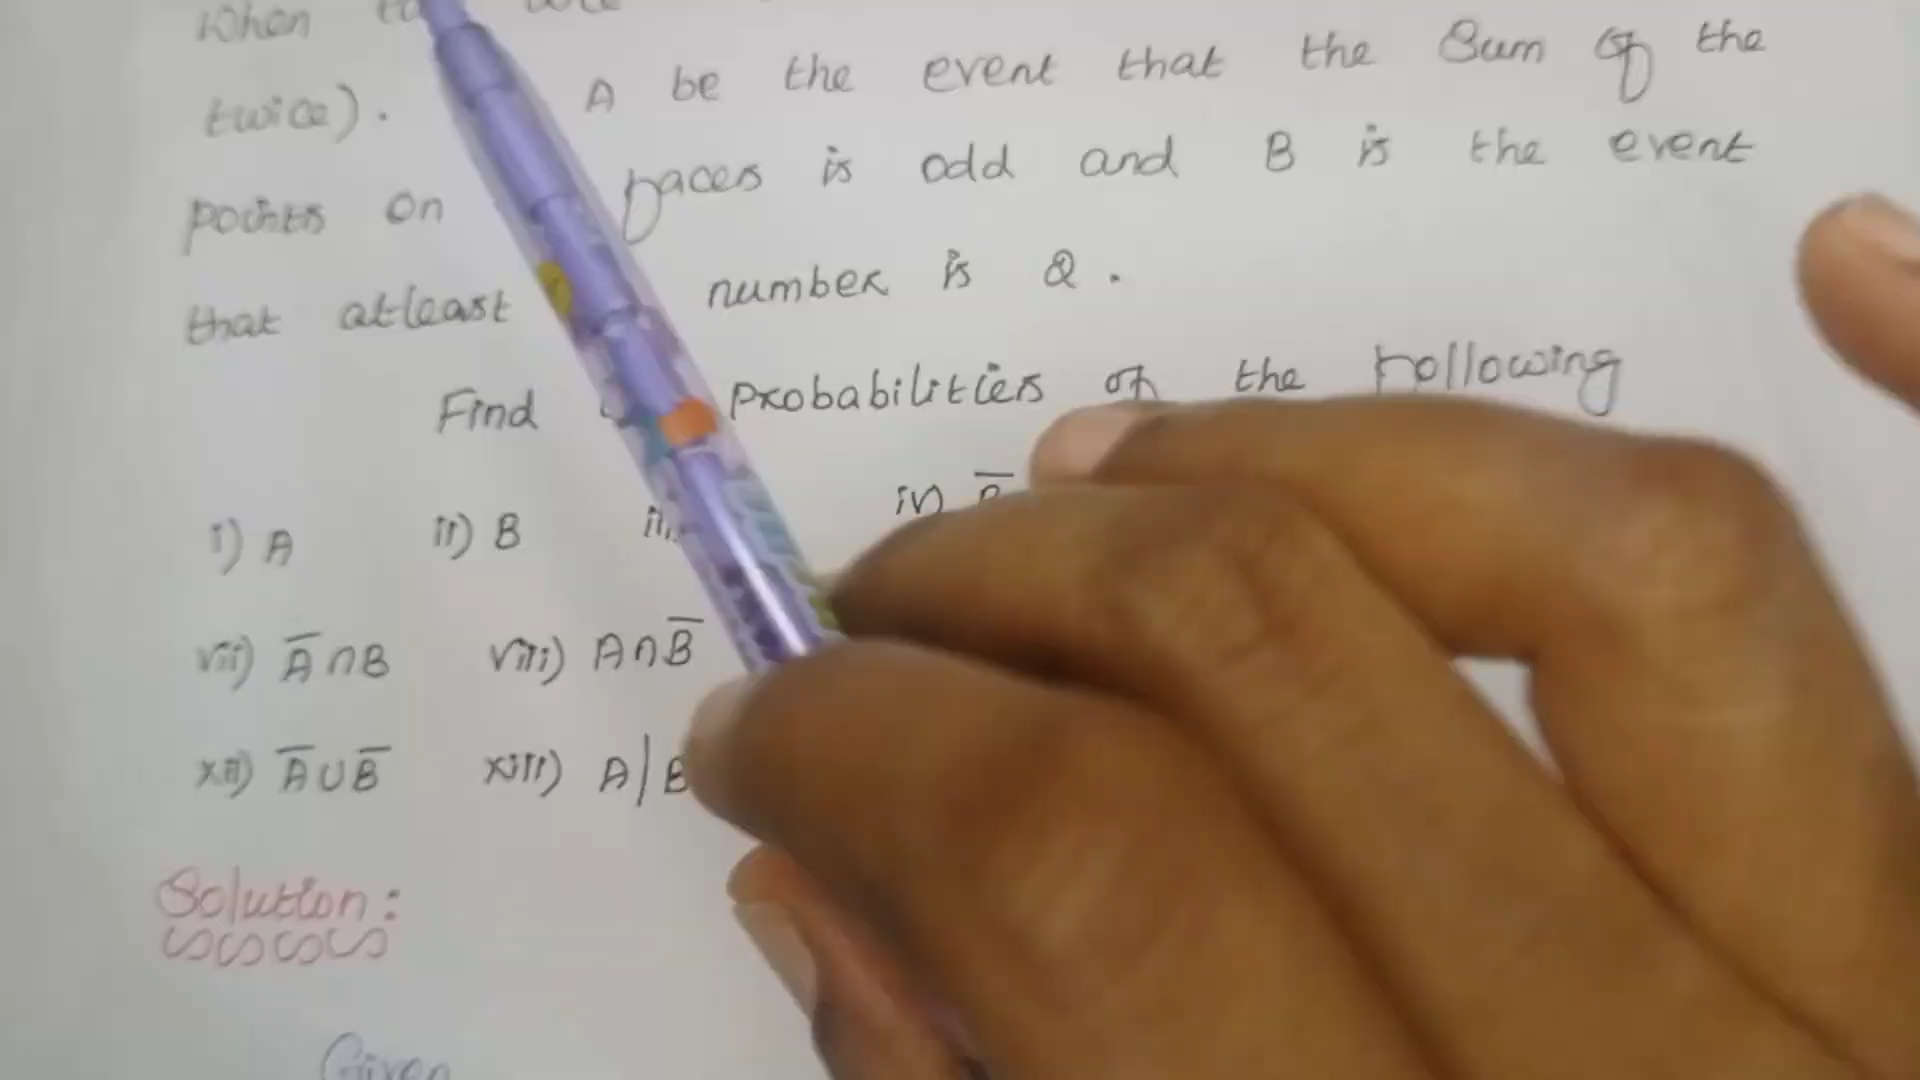 When
twice). A be the event that the Sum of the
points on faces is odd and B is the event
that atleast number is 2.
Find probabilities of the following
i) A ii) B iv)
vii) A̅∩B viii) A∩B̅
xii) A̅∪B̅ xiii) A|B
Solution:
Given